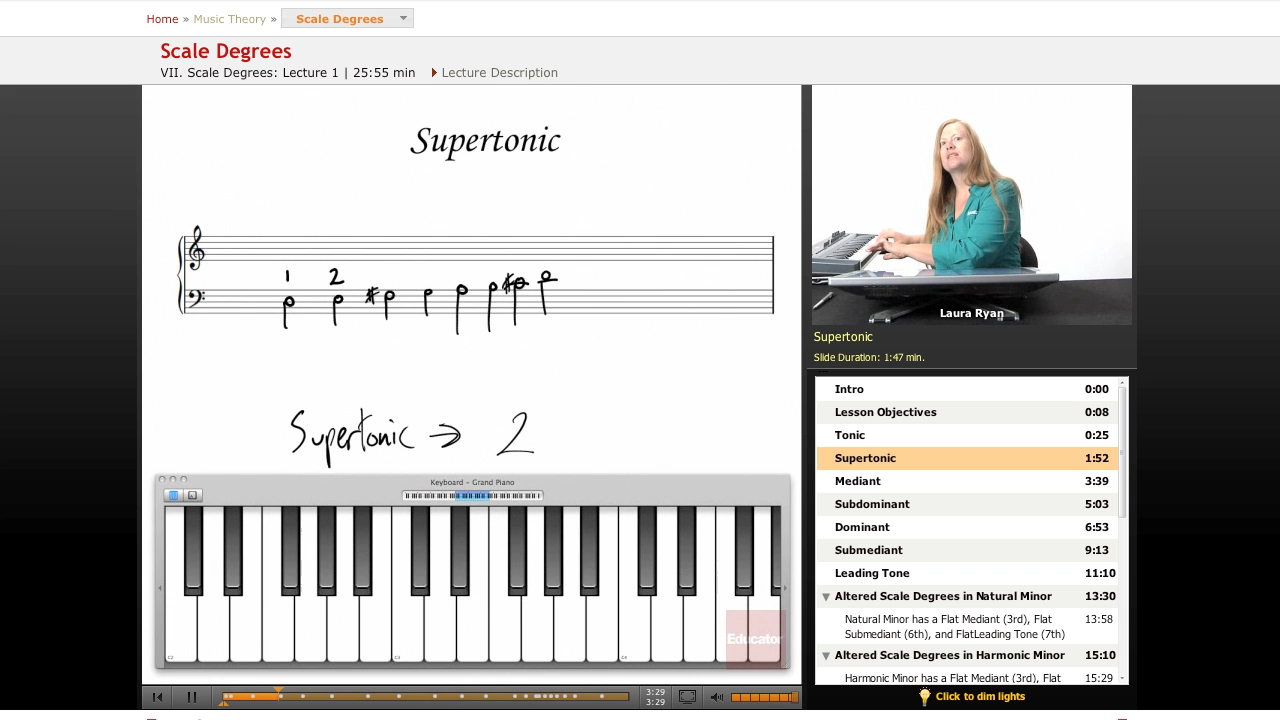 Home » Music Theory » Scale Degrees
Scale Degrees
VII. Scale Degrees: Lecture 1 | 25:55 min Lecture Description
Supertonic
1 2
Supertonic → 2
Keyboard - Grand Piano
C2 C3 C4
Educator
3:29
3:29
Laura Ryan
Supertonic
Slide Duration: 1:47 min.
Intro 0:00
Lesson Objectives 0:08
Tonic 0:25
Supertonic 1:52
Mediant 3:39
Subdominant 5:03
Dominant 6:53
Submediant 9:13
Leading Tone 11:10
Altered Scale Degrees in Natural Minor 13:30
Natural Minor has a Flat Mediant (3rd), Flat 13:58
Submediant (6th), and FlatLeading Tone (7th)
Altered Scale Degrees in Harmonic Minor 15:10
Harmonic Minor has a Flat Mediant (3rd), Flat 15:29
Click to dim lights